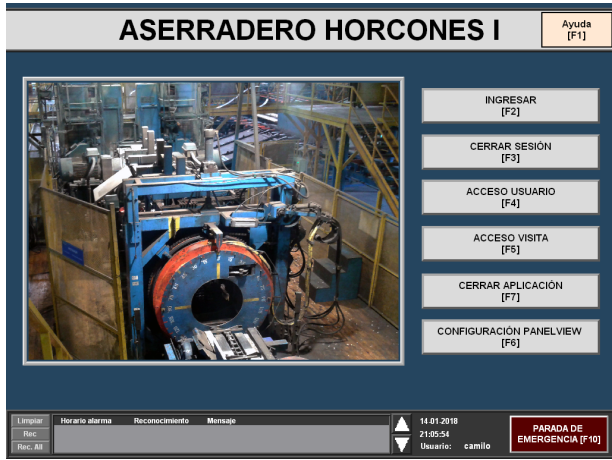 ASERRADERO HORCONES I
Ayuda
[F1]
INGRESAR
[F2]
CERRAR SESIÓN
[F3]
ACCESO USUARIO
[F4]
ACCESO VISITA
[F5]
CERRAR APLICACIÓN
[F7]
CONFIGURACIÓN PANELVIEW
[F6]
Limpiar
Rec
Rec. All
Horario alarma Reconocimiento Mensaje
14-01-2018
21:05:54
Usuario: camilo
PARADA DE
EMERGENCIA [F10]